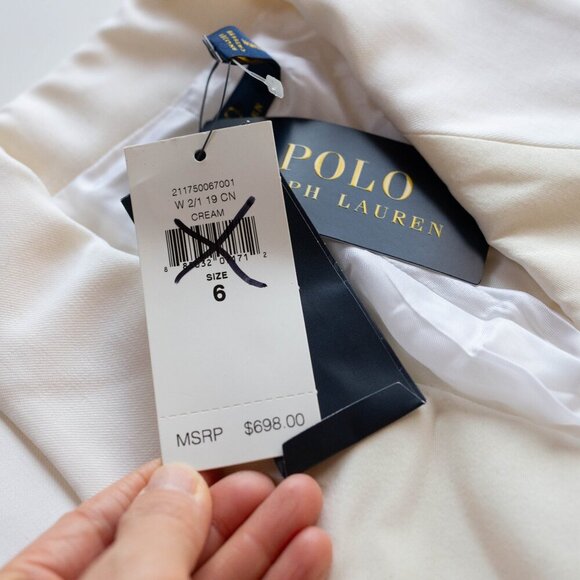 POLO
PH LAUREN
211750067001
W 2/1 19 CN
CREAM
SIZE
6
MSRP $698.00